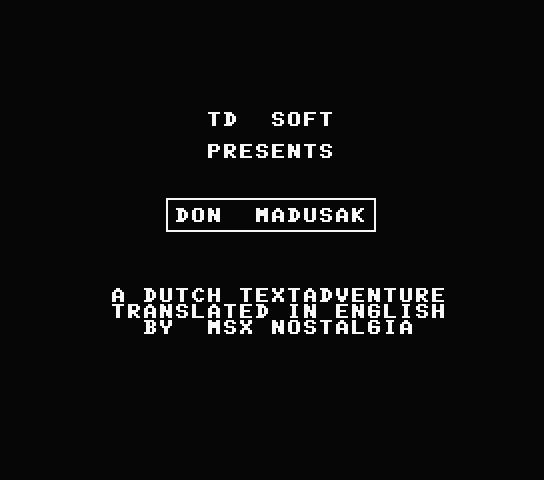 TD SOFT
PRESENTS
DON MADUSAK
A DUTCH TEXTADVENTURE
TRANSLATED IN ENGLISH
BY MSX NOSTALGIA